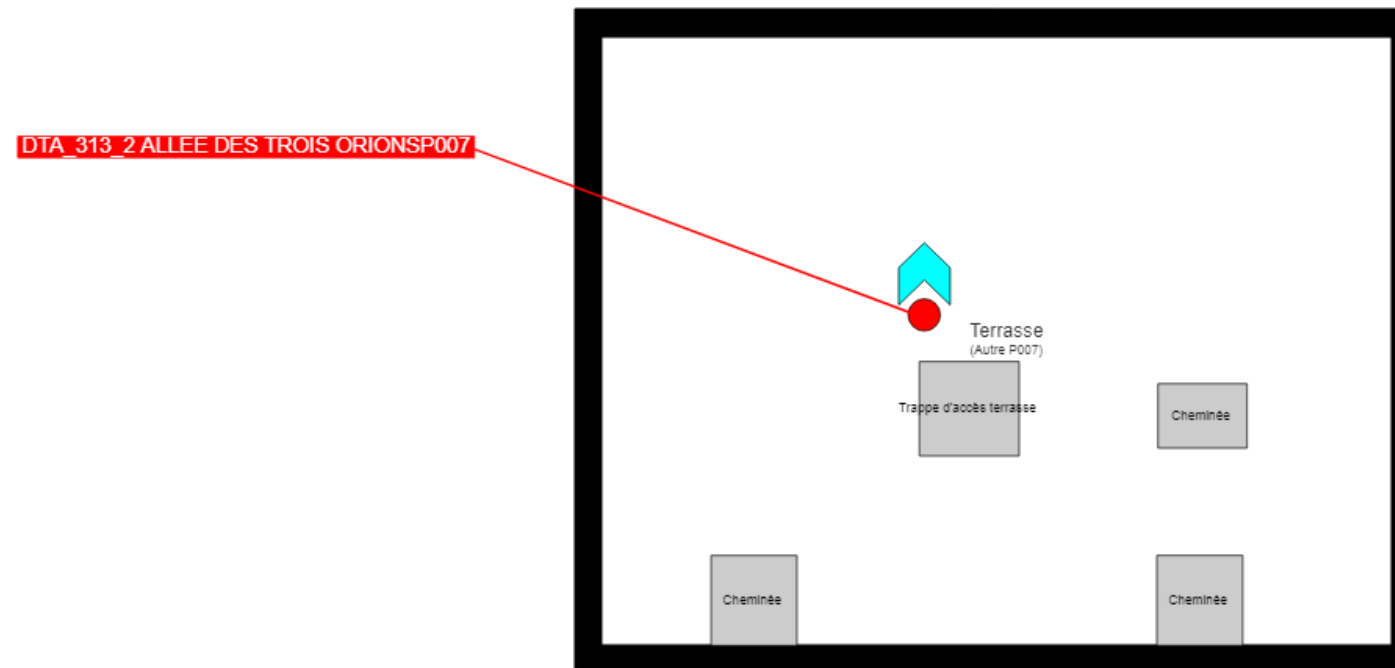 DTA_313_2 ALLEE DES TROIS ORIONSP007
Terrasse
(Autre P007)
Trappe d'accès terrasse
Cheminée
Cheminée
Cheminée